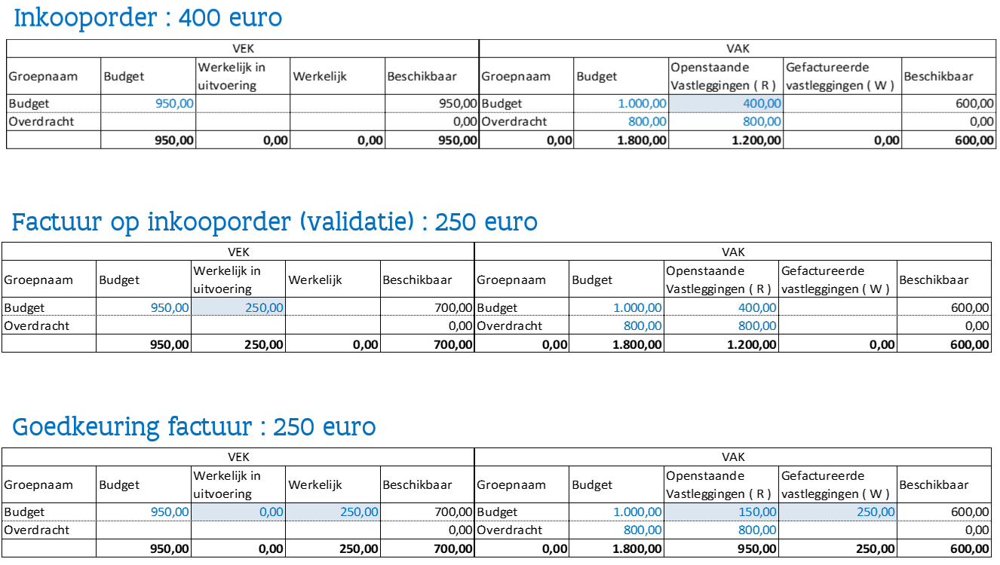 Inkooporder : 400 euro
VEK VAK
Groepnaam Budget Werkelijk in uitvoering Werkelijk Beschikbaar Groepnaam Budget Openstaande Vastleggingen ( R ) Gefactureerde vastleggingen ( W ) Beschikbaar
Budget 950,00 950,00 Budget 1.000,00 400,00 600,00
Overdracht 0,00 Overdracht 800,00 800,00 0,00
950,00 0,00 0,00 950,00 0,00 1.800,00 1.200,00 0,00 600,00
Factuur op inkooporder (validatie) : 250 euro
VEK VAK
Groepnaam Budget Werkelijk in uitvoering Werkelijk Beschikbaar Groepnaam Budget Openstaande Vastleggingen ( R ) Gefactureerde vastleggingen ( W ) Beschikbaar
Budget 950,00 250,00 700,00 Budget 1.000,00 400,00 600,00
Overdracht 0,00 Overdracht 800,00 800,00 0,00
950,00 250,00 0,00 700,00 0,00 1.800,00 1.200,00 0,00 600,00
Goedkeuring factuur : 250 euro
VEK VAK
Groepnaam Budget Werkelijk in uitvoering Werkelijk Beschikbaar Groepnaam Budget Openstaande Vastleggingen ( R ) Gefactureerde vastleggingen ( W ) Beschikbaar
Budget 950,00 0,00 250,00 700,00 Budget 1.000,00 150,00 250,00 600,00
Overdracht 0,00 Overdracht 800,00 800,00 0,00
950,00 0,00 250,00 700,00 0,00 1.800,00 950,00 250,00 600,00